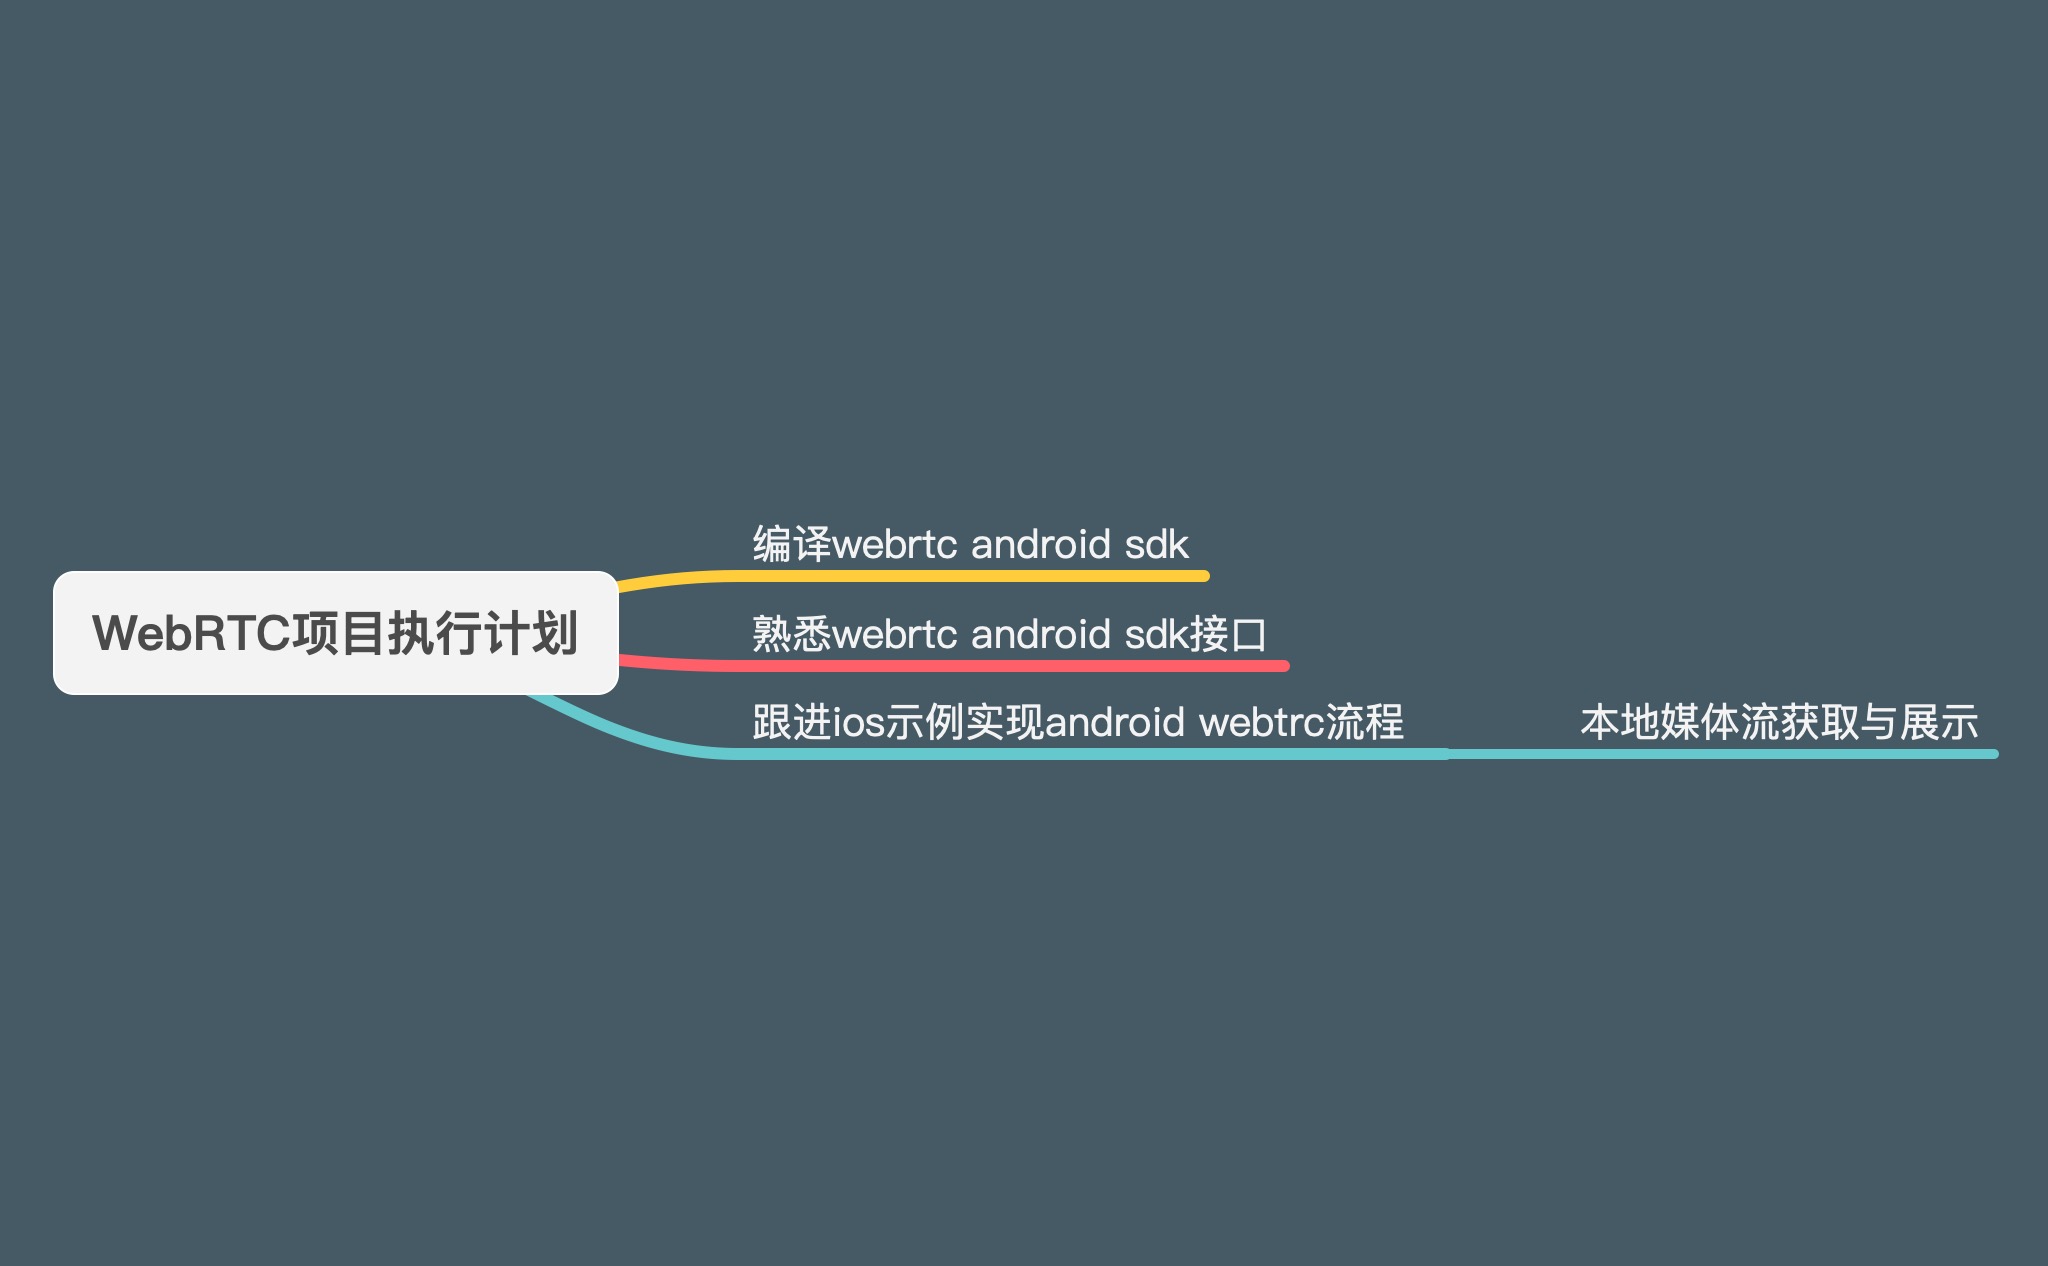 编译webrtc android sdk
WebRTC项目执行计划
熟悉webrtc android sdk接口
跟进ios示例实现android webtrc流程
本地媒体流获取与展示